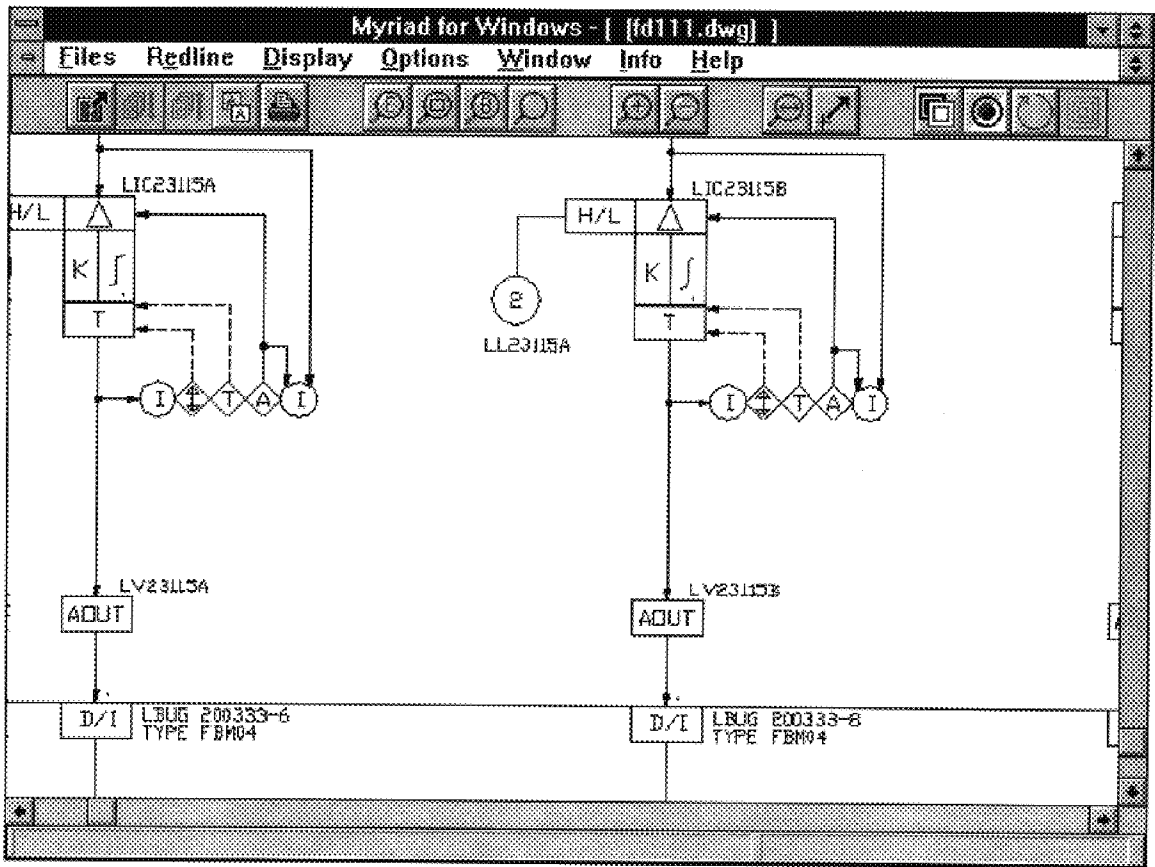 Myriad for Windows - [ [fd111.dwg] ]
Files Redline Display Options Window Info Help
LIC23115A
LIC23115B
H/L
H/L
K ∫
K ∫
T
T
2
LL23115A
I I T A I
I I T A I
LV23115A
LV23115B
AOUT
AOUT
D/I
LBUG 200333-6
TYPE FBM04
D/I
LBUG 200333-8
TYPE FBM04